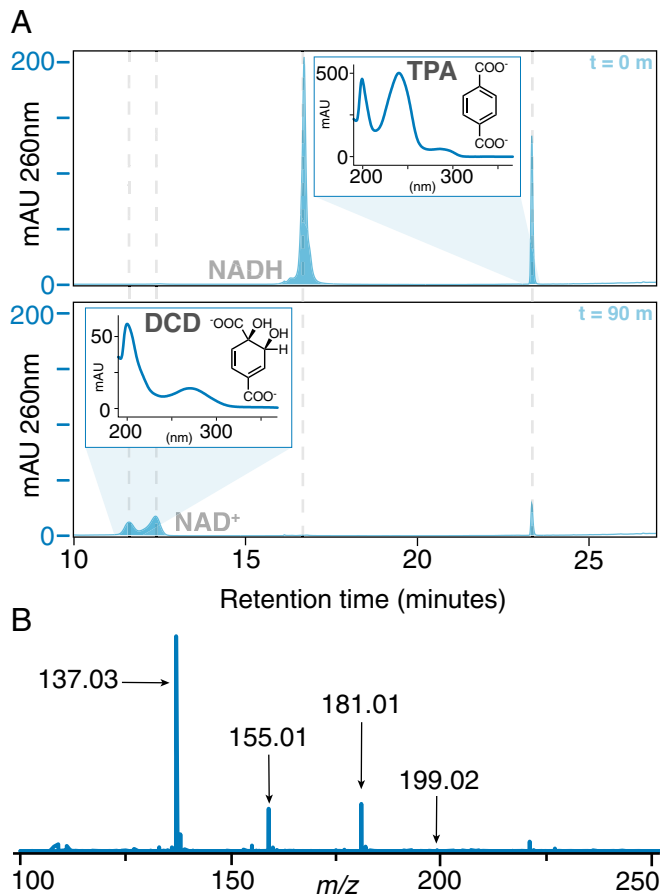 A
200
mAU 260nm
0
t = 0 m
NADH
500
mAU
0
200 300
(nm)
TPA
COO-
COO-
200
mAU 260nm
0
t = 90 m
50
mAU
0
200 300
(nm)
DCD
-OOC OH
OH
H
COO-
NAD+
10 15 20 25
Retention time (minutes)
B
137.03
155.01
181.01
199.02
100 150 200 250
m/z